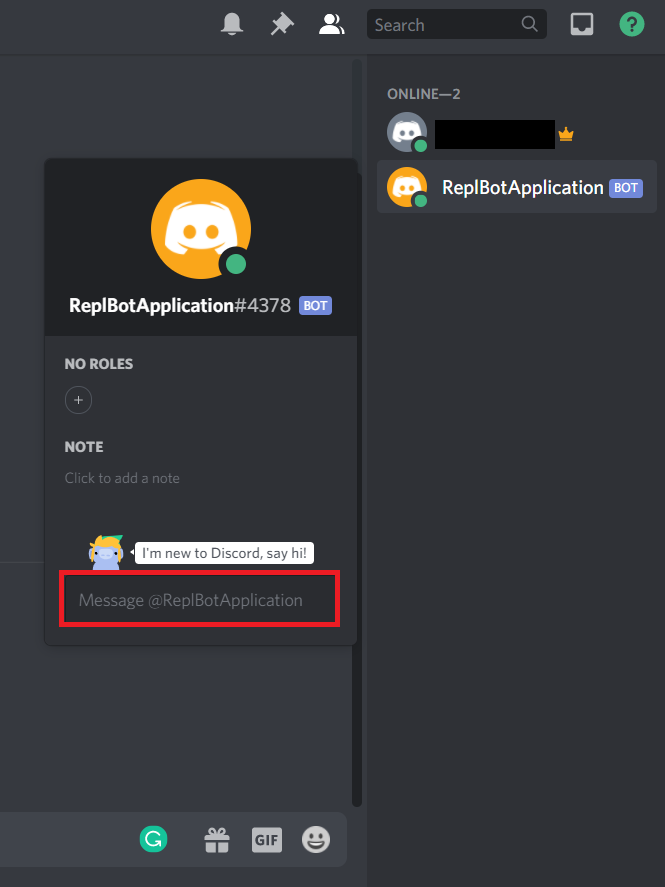 Search
ONLINE—2
ReplBotApplication BOT
ReplBotApplication#4378 BOT
NO ROLES
NOTE
Click to add a note
I'm new to Discord, say hi!
Message @ReplBotApplication
GIF